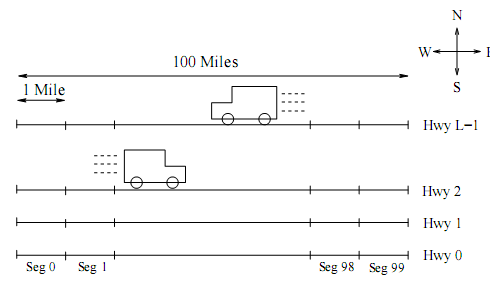 N
100 Miles
W
1 Mile
S
Hwy L-1
Hwy 2
Hwy 1
Hwy 0
Seg 0 Seg 1 Seg 98 Seg 99